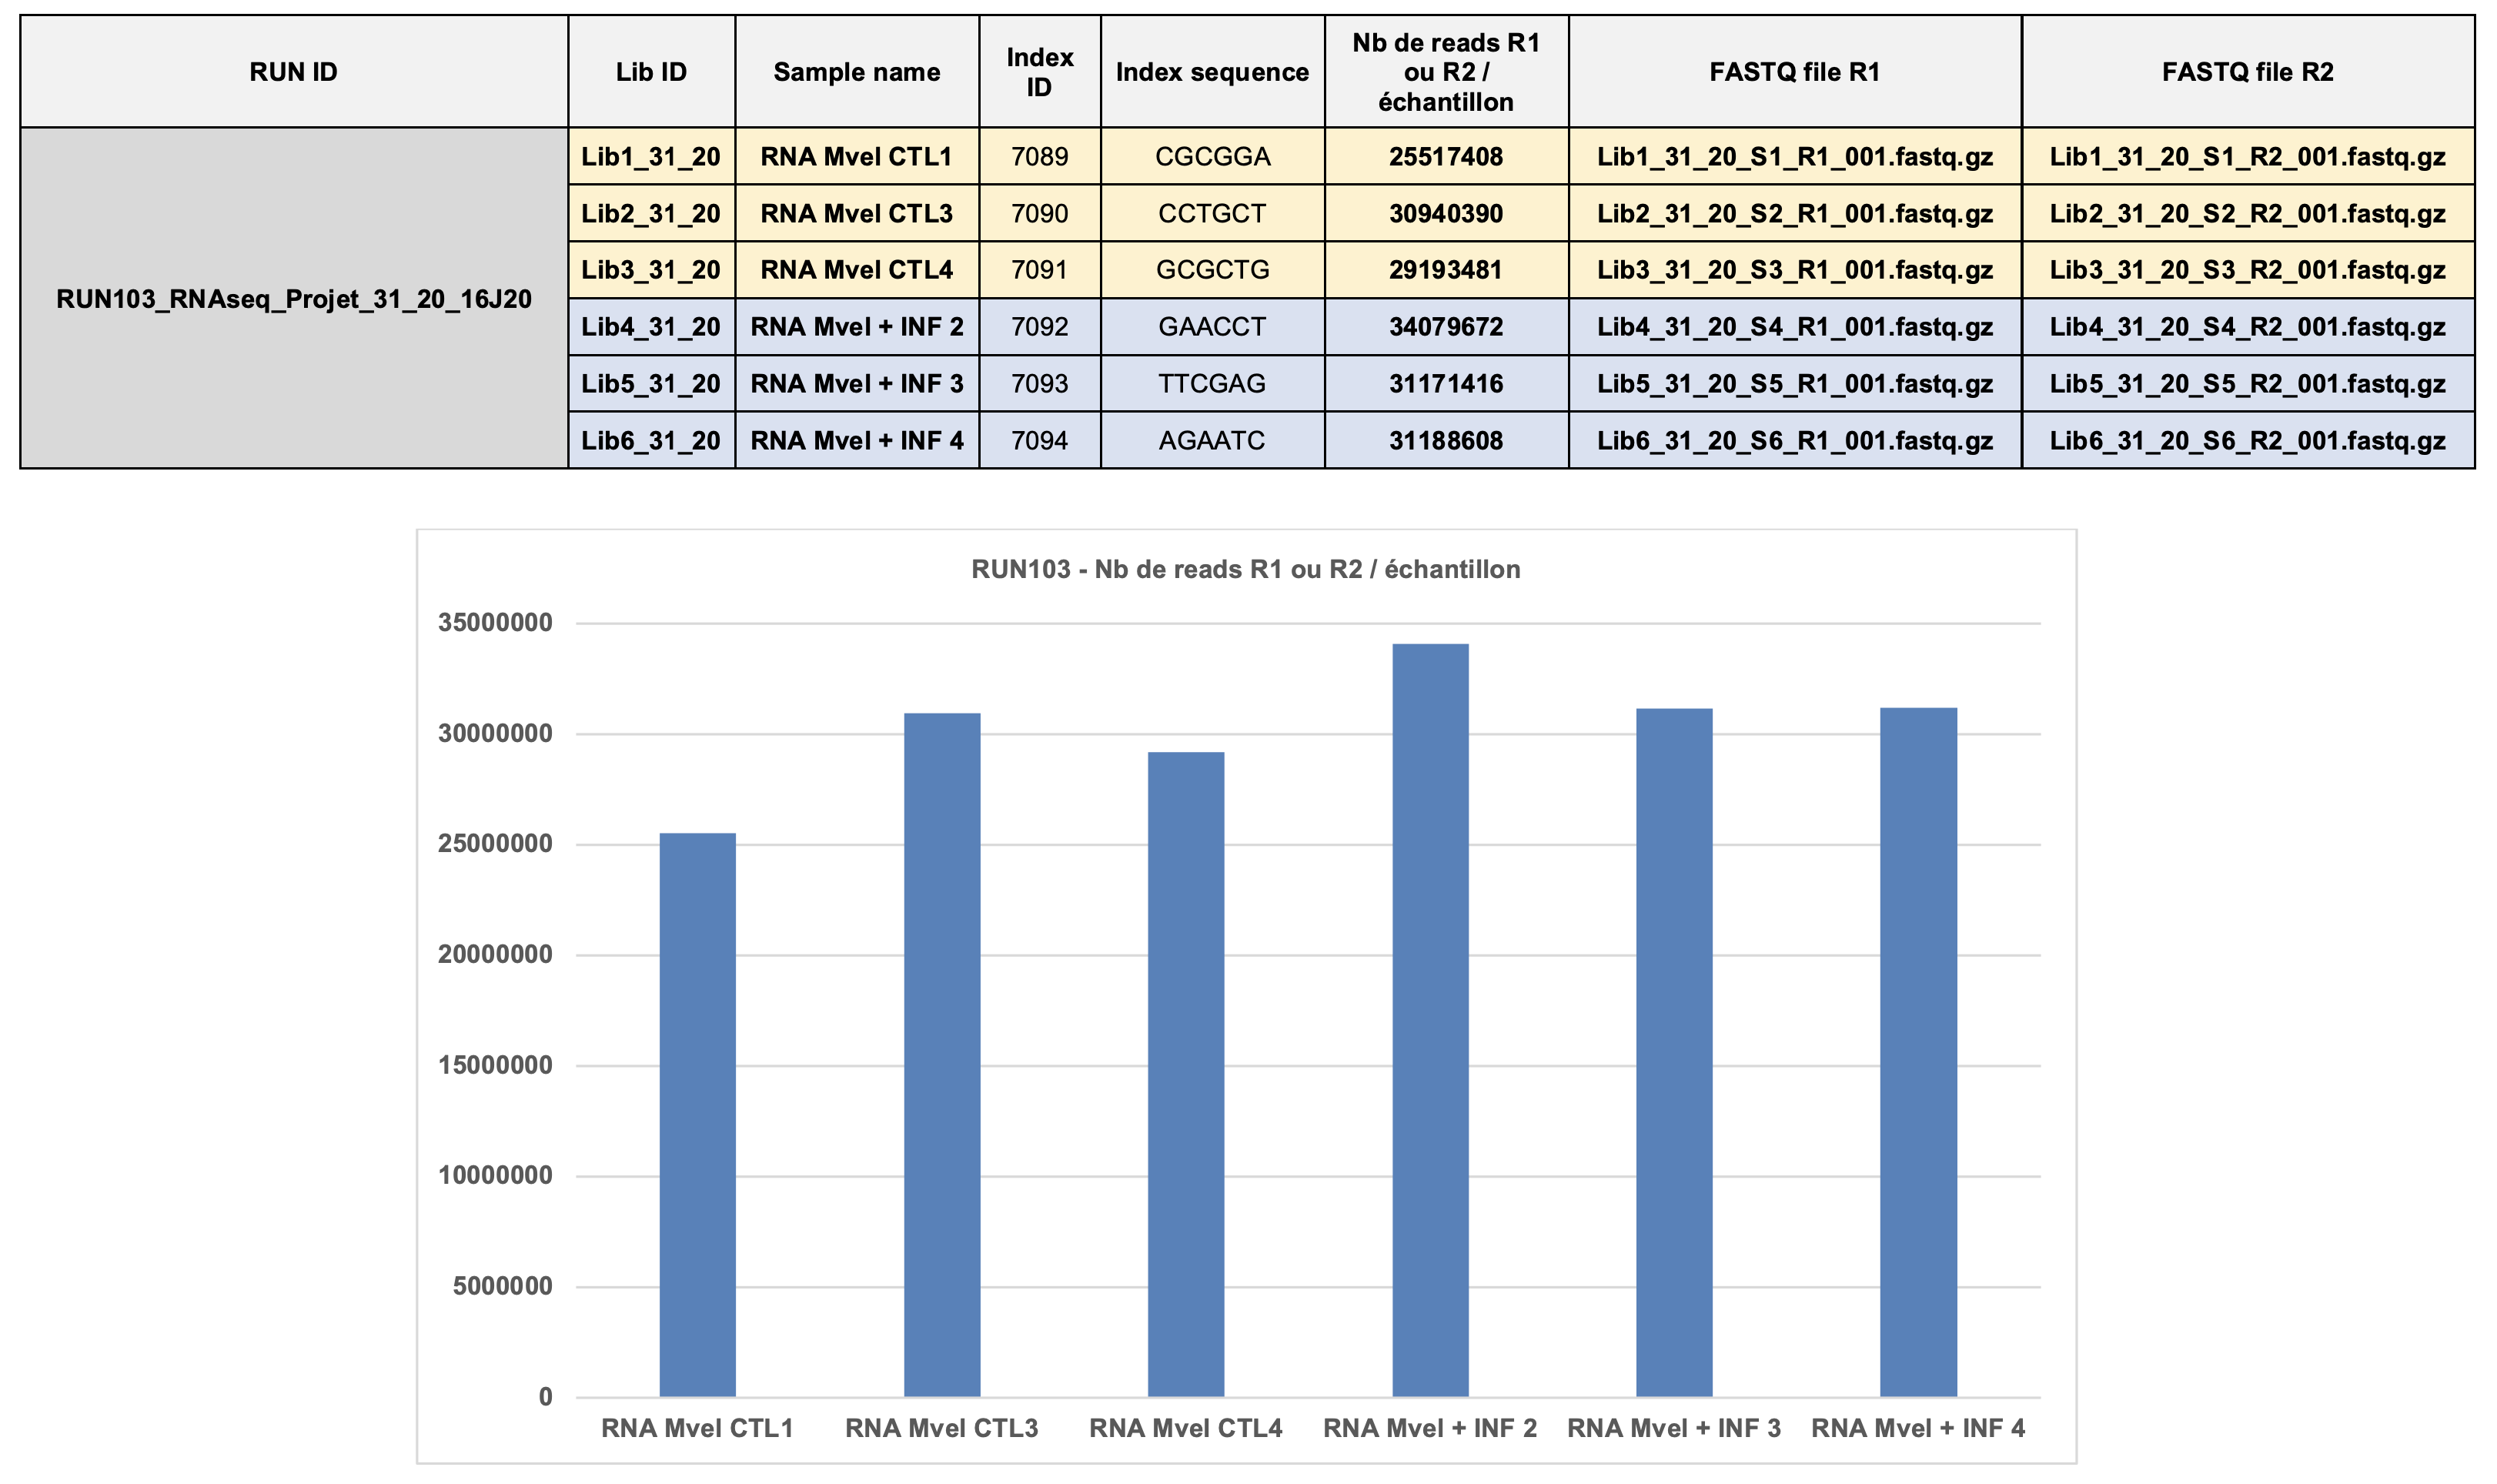 RUN ID
Lib ID
Sample name
Index
ID
Index sequence
Nb de reads R1
ou R2 /
échantillon
FASTQ file R1
FASTQ file R2
RUN103_RNAseq_Projet_31_20_16J20
Lib1_31_20 RNA Mvel CTL1 7089 CGCGGA 25517408 Lib1_31_20_S1_R1_001.fastq.gz Lib1_31_20_S1_R2_001.fastq.gz
Lib2_31_20 RNA Mvel CTL3 7090 CCTGCT 30940390 Lib2_31_20_S2_R1_001.fastq.gz Lib2_31_20_S2_R2_001.fastq.gz
Lib3_31_20 RNA Mvel CTL4 7091 GCGCTG 29193481 Lib3_31_20_S3_R1_001.fastq.gz Lib3_31_20_S3_R2_001.fastq.gz
Lib4_31_20 RNA Mvel + INF 2 7092 GAACCT 34079672 Lib4_31_20_S4_R1_001.fastq.gz Lib4_31_20_S4_R2_001.fastq.gz
Lib5_31_20 RNA Mvel + INF 3 7093 TTCGAG 31171416 Lib5_31_20_S5_R1_001.fastq.gz Lib5_31_20_S5_R2_001.fastq.gz
Lib6_31_20 RNA Mvel + INF 4 7094 AGAATC 31188608 Lib6_31_20_S6_R1_001.fastq.gz Lib6_31_20_S6_R2_001.fastq.gz
RUN103 - Nb de reads R1 ou R2 / échantillon
35000000
30000000
25000000
20000000
15000000
10000000
5000000
0
RNA Mvel CTL1 RNA Mvel CTL3 RNA Mvel CTL4 RNA Mvel + INF 2 RNA Mvel + INF 3 RNA Mvel + INF 4